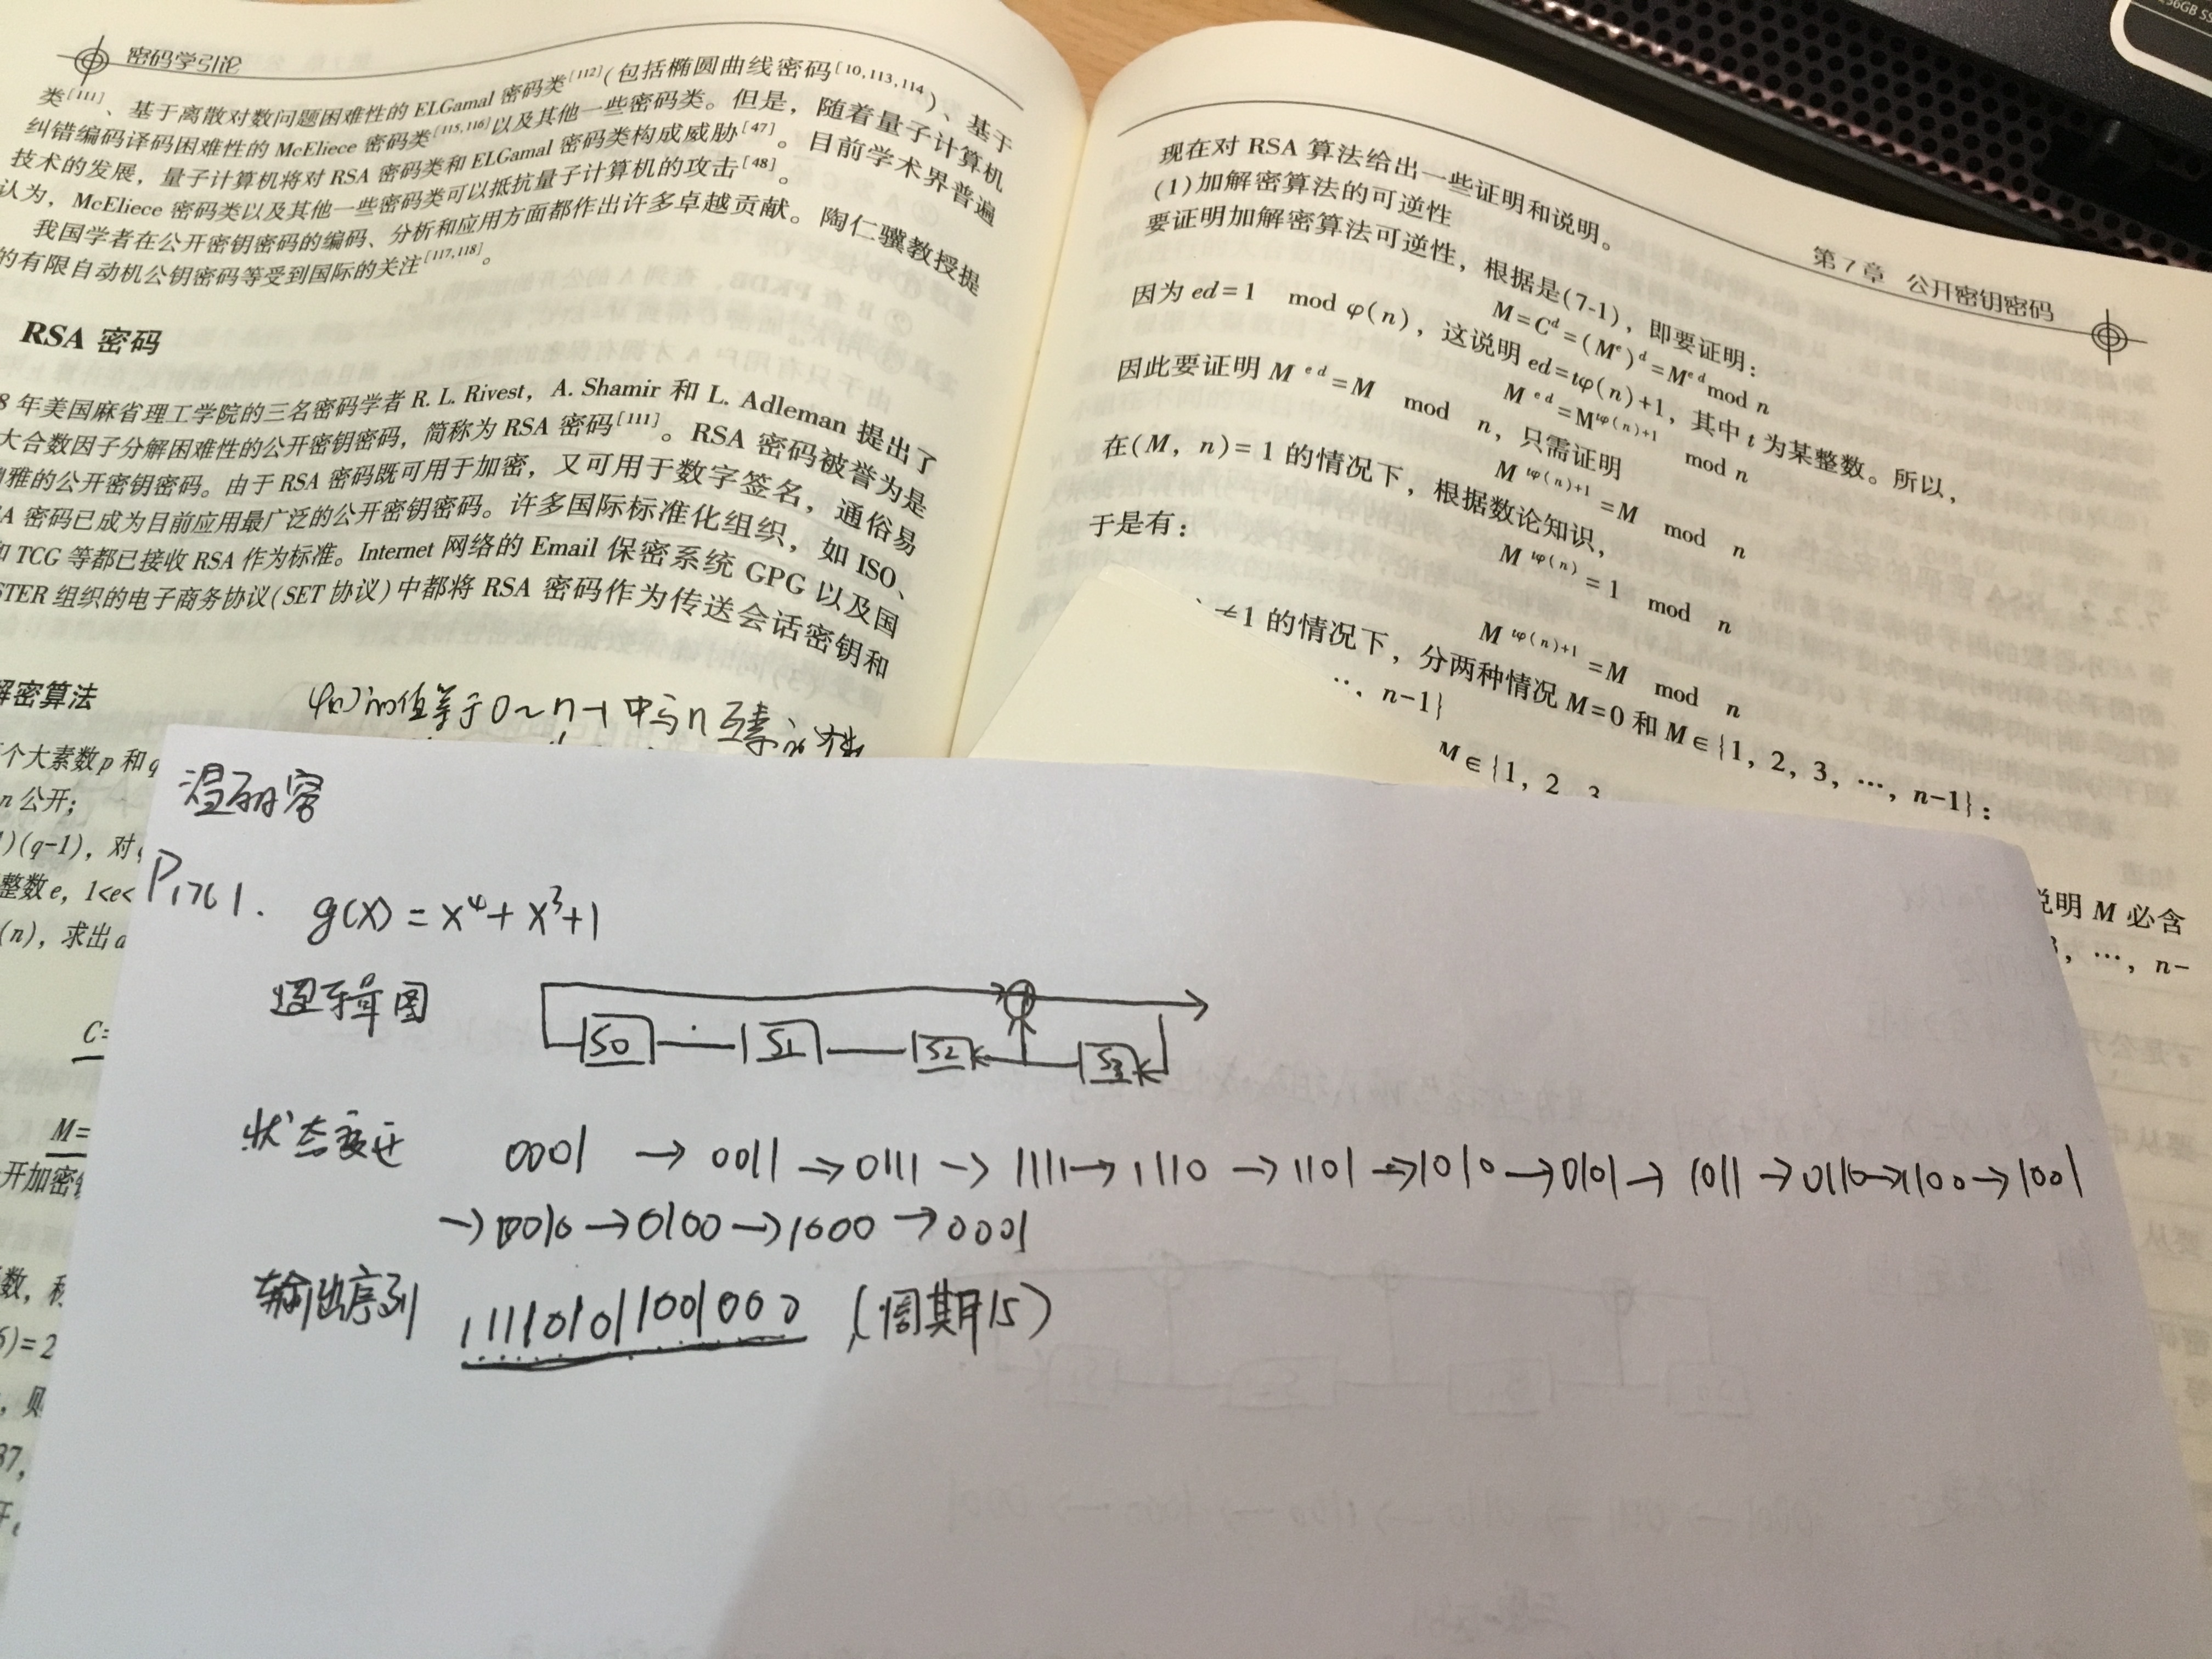 密码学引论
类[111]、基于离散对数问题困难性的 ELGamal 密码类[112](包括椭圆曲线密码[10,113,114])、基于
纠错编码译码困难性的 McEliece 密码类[115,116]以及其他一些密码类。但是，随着量子计算机
技术的发展，量子计算机将对 RSA 密码类和 ELGamal 密码类构成威胁[47]。目前学术界普遍
认为，McEliece 密码类以及其他一些密码类可以抵抗量子计算机的攻击[48]。
我国学者在公开密钥密码的编码、分析和应用方面都作出许多卓越贡献。陶仁骥教授提
的有限自动机公钥密码等受到国际的关注[117,118]。
RSA 密码
8 年美国麻省理工学院的三名密码学者 R. L. Rivest，A. Shamir 和 L. Adleman 提出了
大合数因子分解困难性的公开密钥密码，简称为 RSA 密码[111]。RSA 密码被誉为是
雅的公开密钥密码。由于 RSA 密码既可用于加密，又可用于数字签名，通俗易
A 密码已成为目前应用最广泛的公开密钥密码。许多国际标准化组织，如 ISO、
和 TCG 等都已接收 RSA 作为标准。Internet 网络的 Email 保密系统 GPG 以及国
STER 组织的电子商务协议(SET 协议)中都将 RSA 密码作为传送会话密钥和
解密算法
φ(n)的值等于0~n-1中与n互素
个大素数 p 和 q
n 公开；
)(q-1)，对
整数 e，1<e<
(n)，求出 d
C=
M=
开加密
数，
)=2
，则
37，
第 7 章 公开密钥密码
现在对 RSA 算法给出一些证明和说明。
(1)加解密算法的可逆性
要证明加解密算法可逆性，根据是(7-1)，即要证明：
M=C^d=(M^e)^d=M^ed mod n
因为 ed=1 mod φ(n)，这说明 ed=tφ(n)+1，其中 t 为某整数。所以，
M^ed=M^tφ(n)+1 mod n
因此要证明 M^ed=M mod n，只需证明
M^tφ(n)+1=M mod n
在(M，n)=1 的情况下，根据数论知识，
M^tφ(n)=1 mod n
于是有：
M^tφ(n)+1=M mod n
≠1 的情况下，分两种情况 M=0 和 M∈{1，2，3，…，n-1}：
…，n-1}
M∈{1，2 3
说明 M 必含
3，…，n-
P176 1. g(x)=x⁴+x³+1
逻辑图
S0 S1 S2 S3
状态变迁 0001 → 0011 → 0111 → 1111 → 1110 → 1101 → 1010 → 0101 → 1011 → 0110 → 1100 → 1001
→ 0010 → 0100 → 1000 → 0001
输出序列 111101011001000 (周期15)